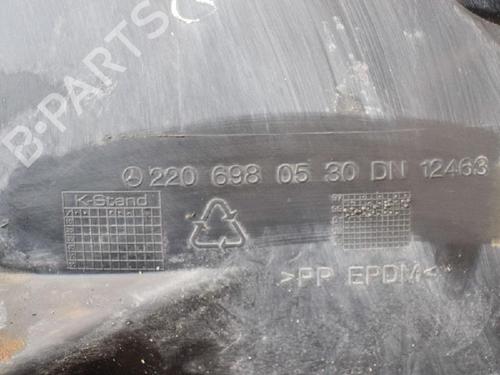 B-PARTS
220 698 05 30 DN 12463
K-Stand
>PP EPDM<